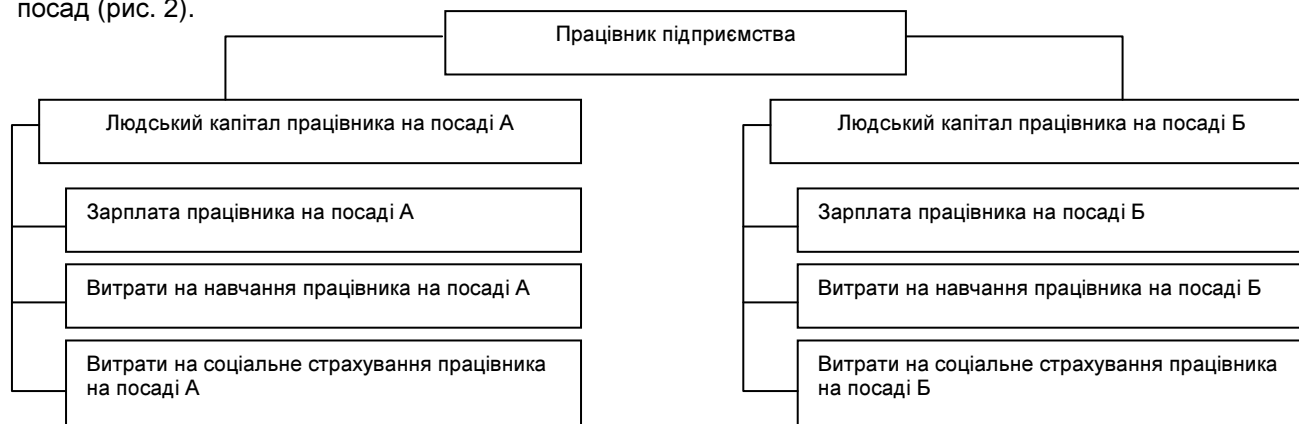 посад (рис. 2).
Працівник підприємства
Людський капітал працівника на посаді А
Людський капітал працівника на посаді Б
Зарплата працівника на посаді А
Зарплата працівника на посаді Б
Витрати на навчання працівника на посаді А
Витрати на навчання працівника на посаді Б
Витрати на соціальне страхування працівника
на посаді А
Витрати на соціальне страхування працівника
на посаді Б